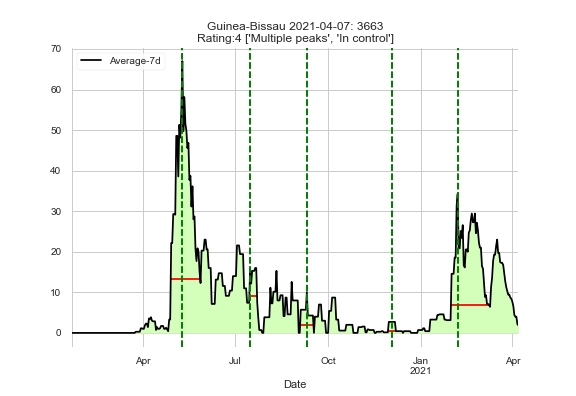 Guinea-Bissau 2021-04-07: 3663
Rating:4 ['Multiple peaks', 'In control']
Average-7d
70
60
50
40
30
20
10
0
Apr
Jul
Oct
Jan
2021
Apr
Date